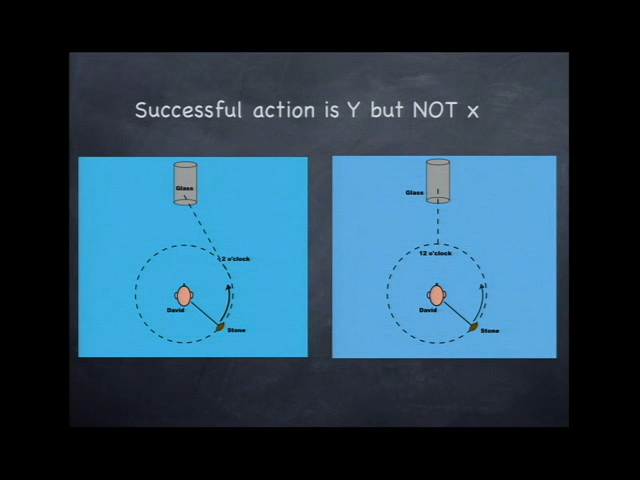 Successful action is Y but NOT x
Glass
2 o'clock
David
Stone
Glass
12 o'clock
David
Stone